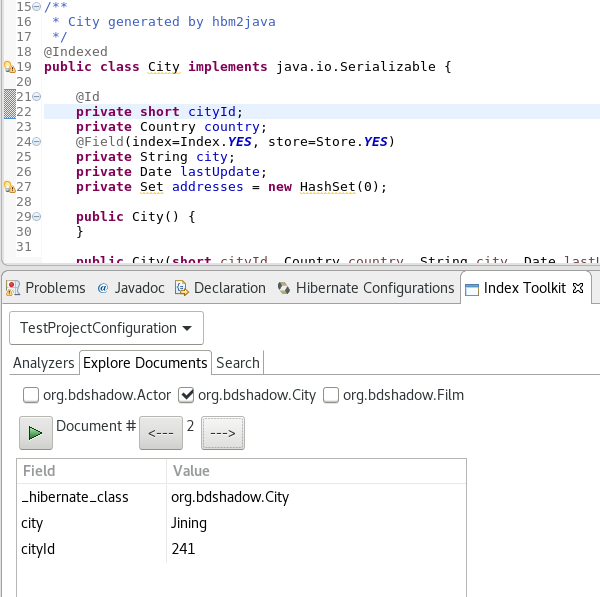 15 /**
16  * City generated by hbm2java
17  */
18 @Indexed
19 public class City implements java.io.Serializable {
20
21     @Id
22     private short cityId;
23     private Country country;
24     @Field(index=Index.YES, store=Store.YES)
25     private String city;
26     private Date lastUpdate;
27     private Set addresses = new HashSet(0);
28
29     public City() {
30     }
31
public City(short cityId, Country country, String city, Date lastU
Problems @ Javadoc Declaration Hibernate Configurations Index Toolkit
TestProjectConfiguration
Analyzers Explore Documents Search
org.bdshadow.Actor org.bdshadow.City org.bdshadow.Film
Document # <--- 2 --->
Field Value
_hibernate_class org.bdshadow.City
city Jining
cityId 241